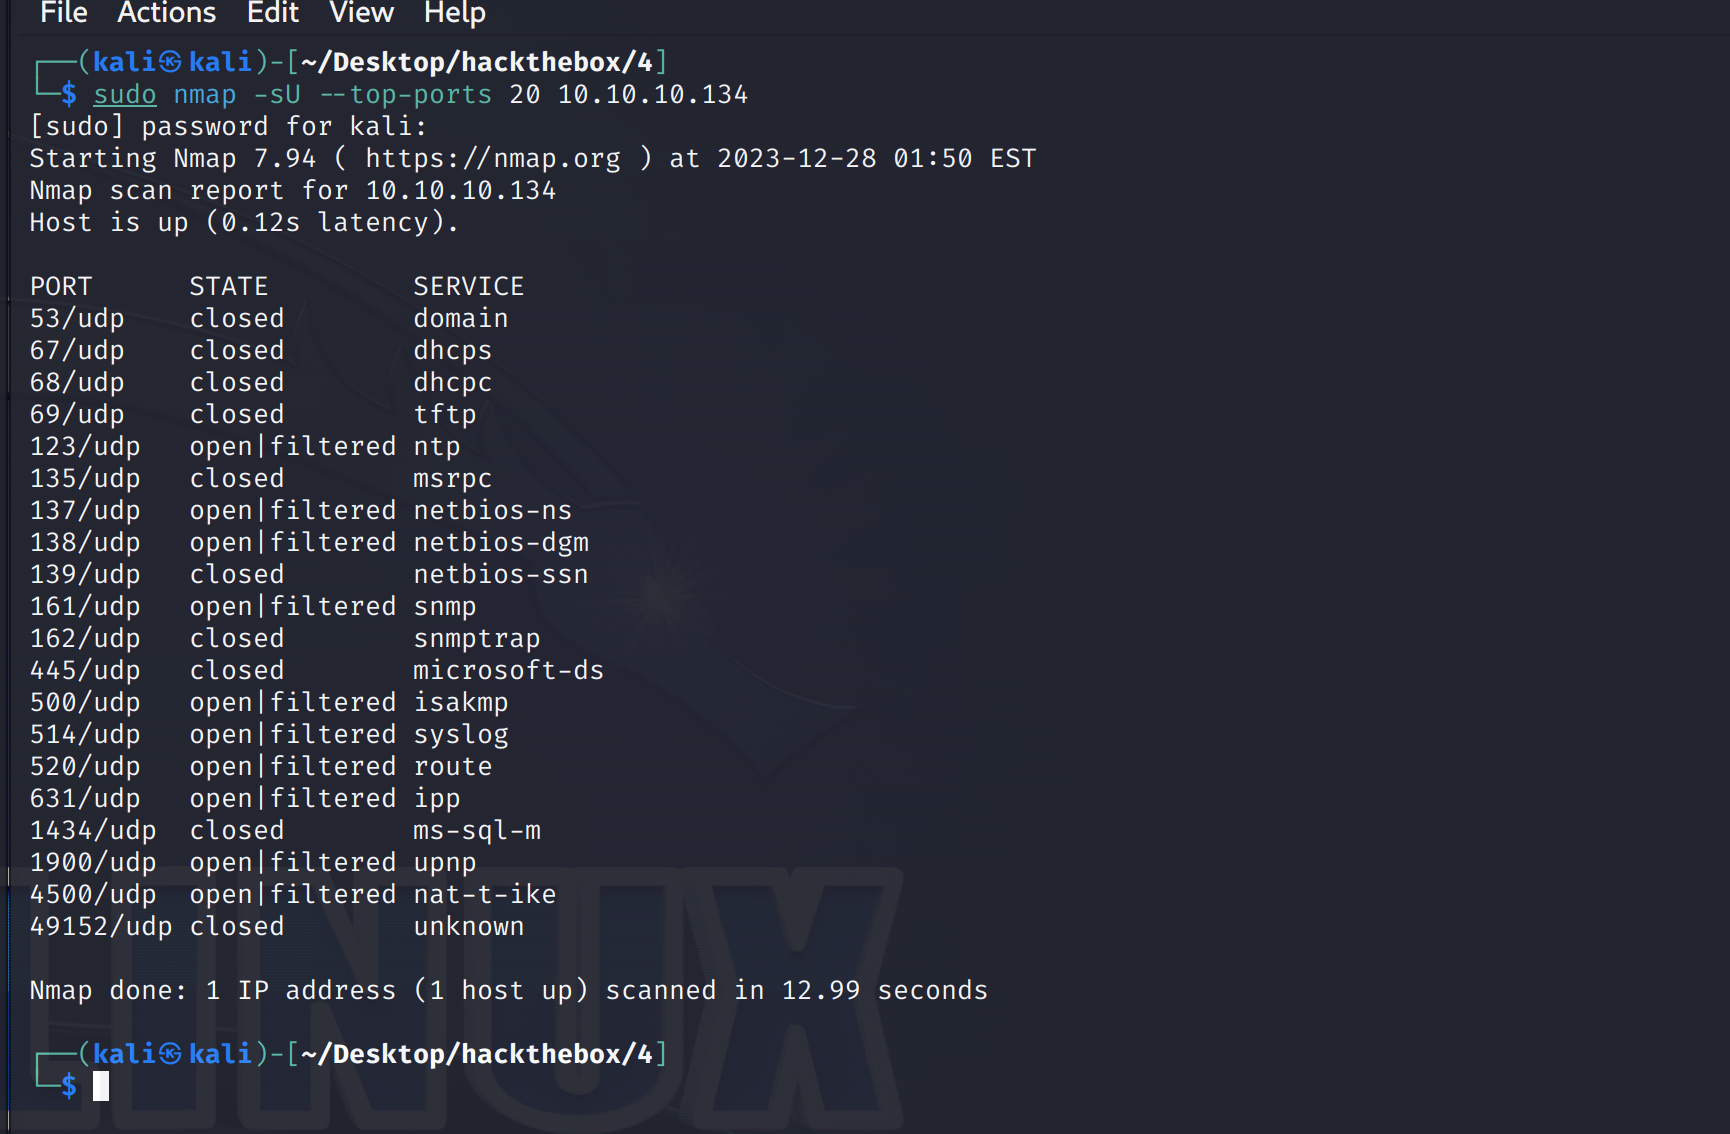 File Actions Edit View Help
┌──(kali㉿kali)-[~/Desktop/hackthebox/4]
└─$ sudo nmap -sU --top-ports 20 10.10.10.134
[sudo] password for kali:
Starting Nmap 7.94 ( https://nmap.org ) at 2023-12-28 01:50 EST
Nmap scan report for 10.10.10.134
Host is up (0.12s latency).
PORT STATE SERVICE
53/udp closed domain
67/udp closed dhcps
68/udp closed dhcpc
69/udp closed tftp
123/udp open|filtered ntp
135/udp closed msrpc
137/udp open|filtered netbios-ns
138/udp open|filtered netbios-dgm
139/udp closed netbios-ssn
161/udp open|filtered snmp
162/udp closed snmptrap
445/udp closed microsoft-ds
500/udp open|filtered isakmp
514/udp open|filtered syslog
520/udp open|filtered route
631/udp open|filtered ipp
1434/udp closed ms-sql-m
1900/udp open|filtered upnp
4500/udp open|filtered nat-t-ike
49152/udp closed unknown
Nmap done: 1 IP address (1 host up) scanned in 12.99 seconds
┌──(kali㉿kali)-[~/Desktop/hackthebox/4]
└─$
LINUX